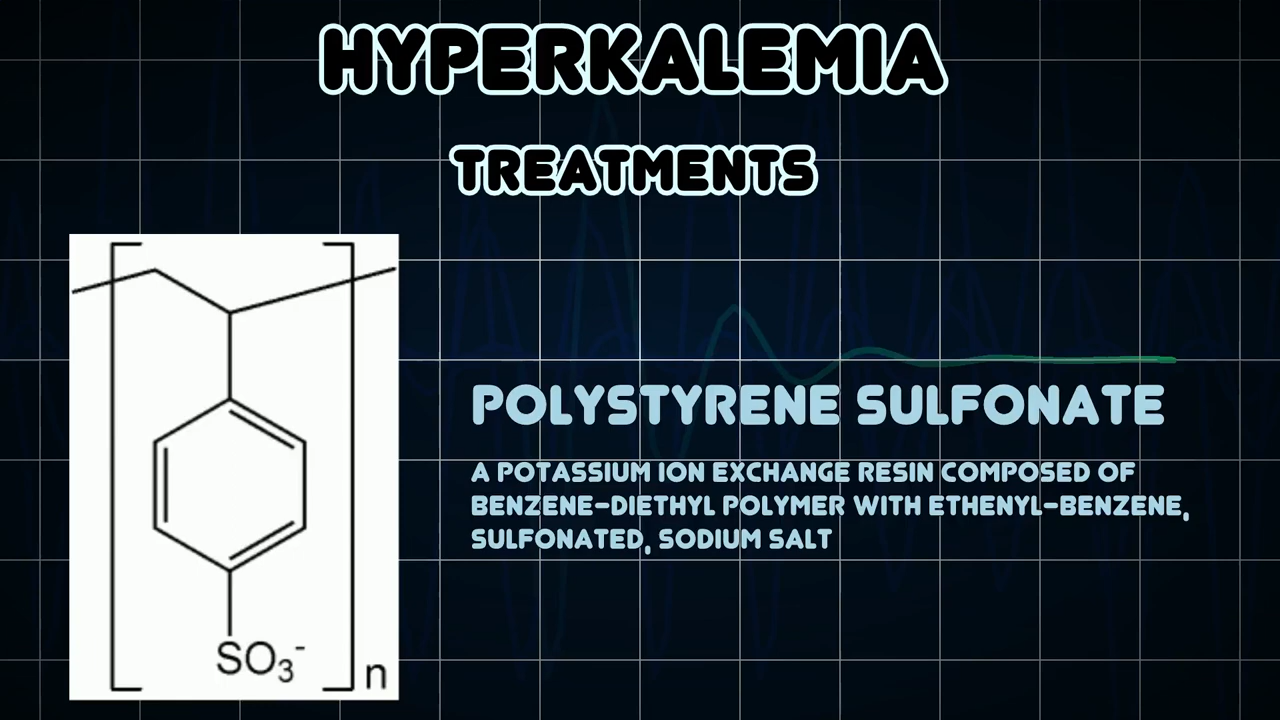 HYPERKALEMIA
TREATMENTS
POLYSTYRENE SULFONATE
A POTASSIUM ION EXCHANGE RESIN COMPOSED OF
BENZENE-DIETHYL POLYMER WITH ETHENYL-BENZENE,
SULFONATED, SODIUM SALT
SO₃⁻
n